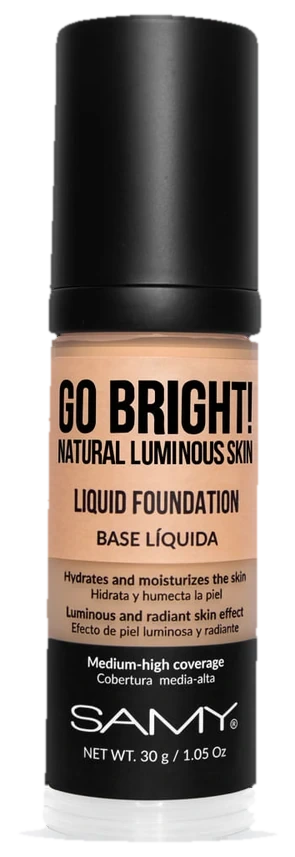 GO BRIGHT!
NATURAL LUMINOUS SKIN
LIQUID FOUNDATION
BASE LÍQUIDA
Hydrates and moisturizes the skin
Hidrata y humecta la piel
Luminous and radiant skin effect
Efecto de piel luminosa y radiante
Medium-high coverage
Cobertura media-alta
SAMY®
NET WT. 30 g / 1.05 Oz